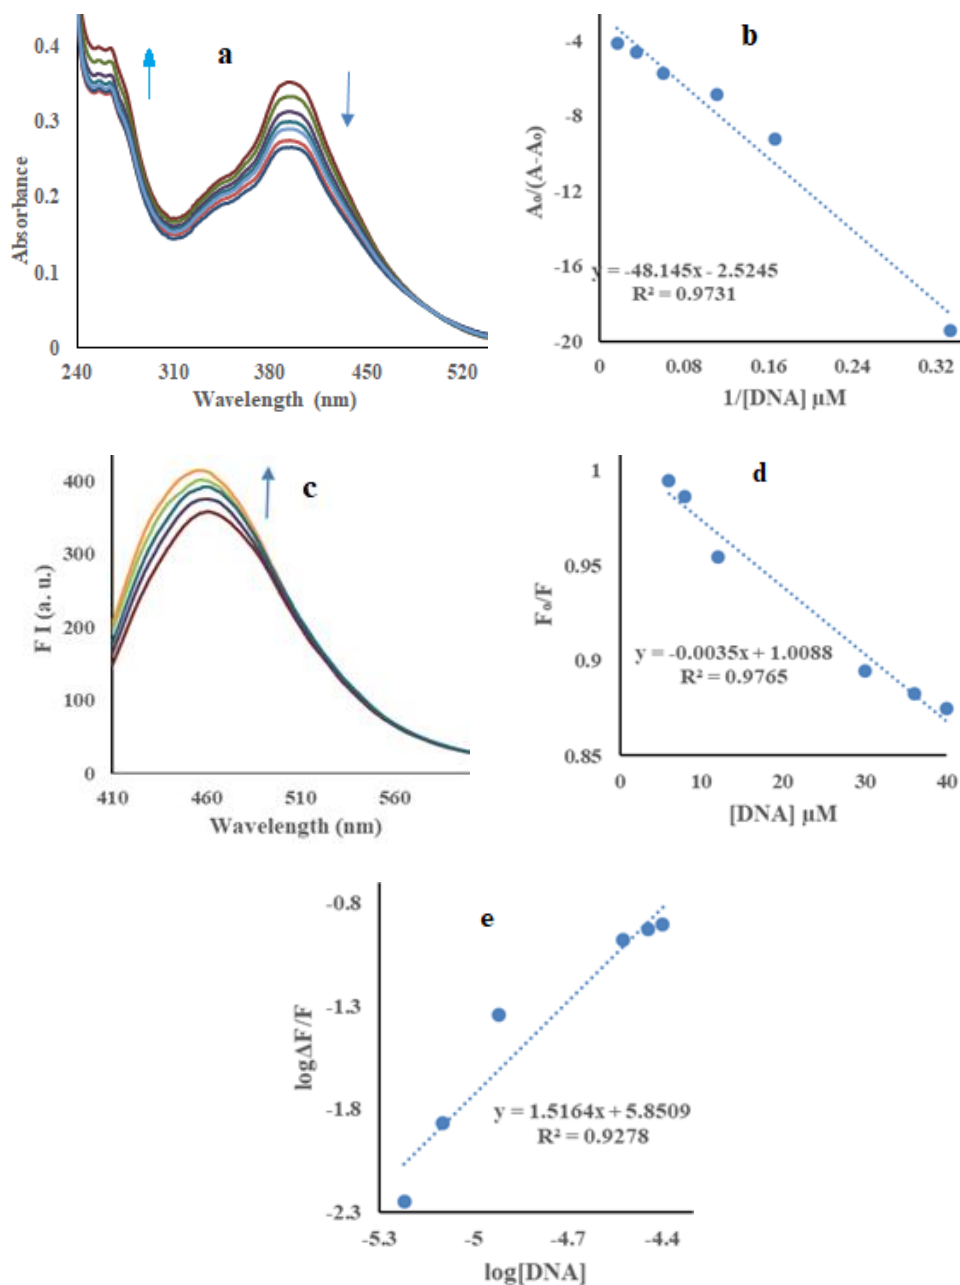 a
Absorbance
0.4
0.3
0.2
0.1
0
240 310 380 450 520
Wavelength (nm)
b
A₀/(A-A₀)
-4
-8
-12
-16
-20
y = -48.145x - 2.5245
R² = 0.9731
0 0.08 0.16 0.24 0.32
1/[DNA] µM
c
F I (a. u.)
400
300
200
100
0
410 460 510 560
Wavelength (nm)
d
F₀/F
1
0.95
0.9
0.85
y = -0.0035x + 1.0088
R² = 0.9765
0 10 20 30 40
[DNA] µM
e
logΔF/F
-0.8
-1.3
-1.8
-2.3
y = 1.5164x + 5.8509
R² = 0.9278
-5.3 -5 -4.7 -4.4
log[DNA]